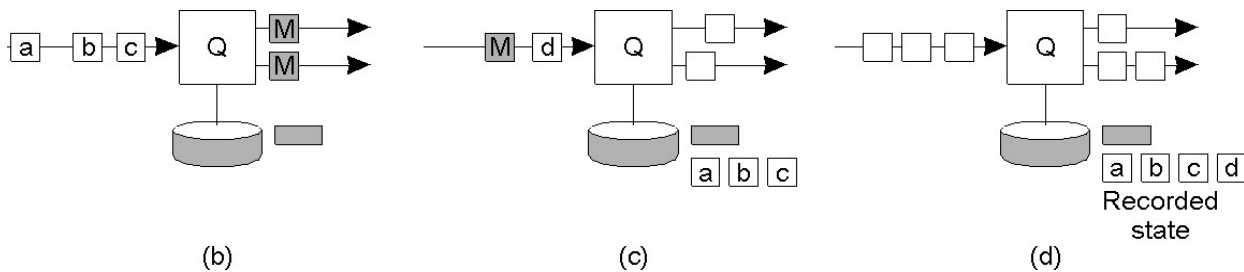 a b c Q M M
(b)
M d Q
a b c
(c)
Q
a b c d
Recorded
state
(d)